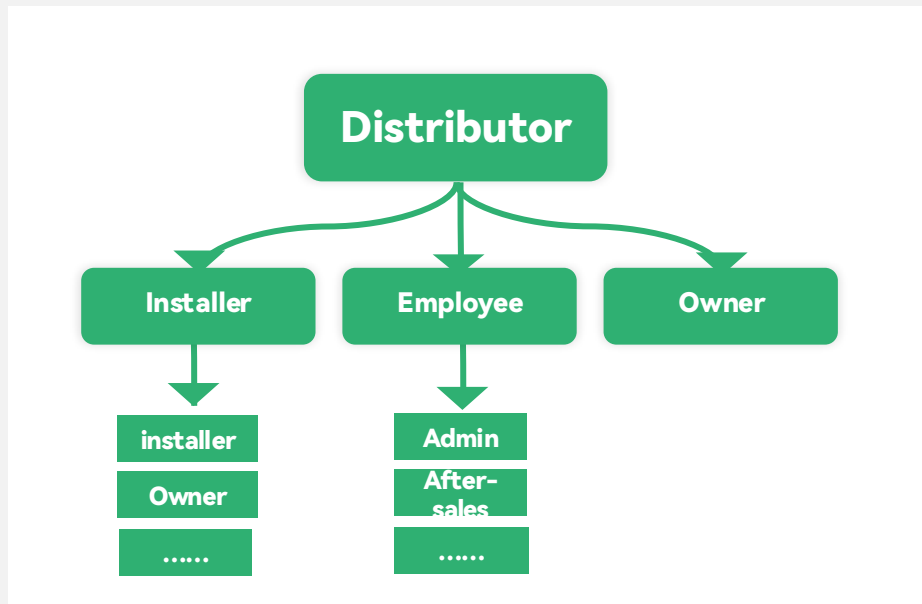 Distributor
Installer
Employee
Owner
installer
Admin
Owner
After-
sales
......
......